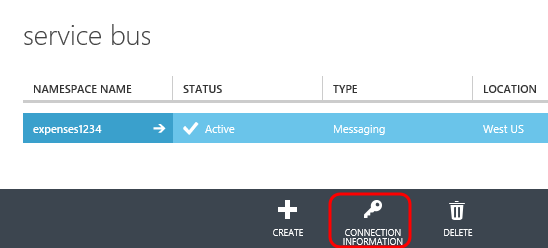 service bus
NAMESPACE NAME STATUS TYPE LOCATION
expenses1234 Active Messaging West US
CREATE CONNECTION INFORMATION DELETE